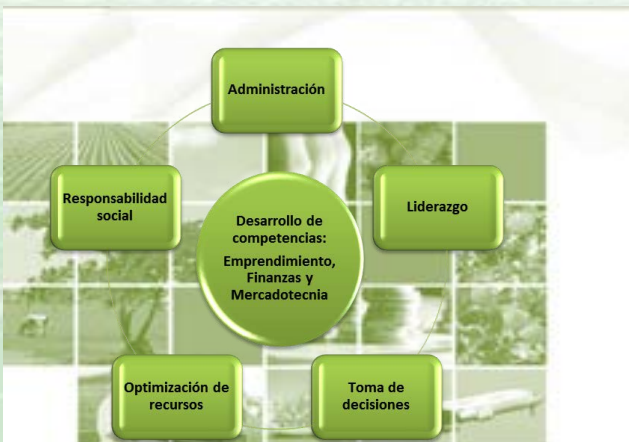 Administración
Responsabilidad
social
Liderazgo
Desarrollo de
competencias:
Emprendimiento,
Finanzas y
Mercadotecnia
Optimización de
recursos
Toma de
decisiones